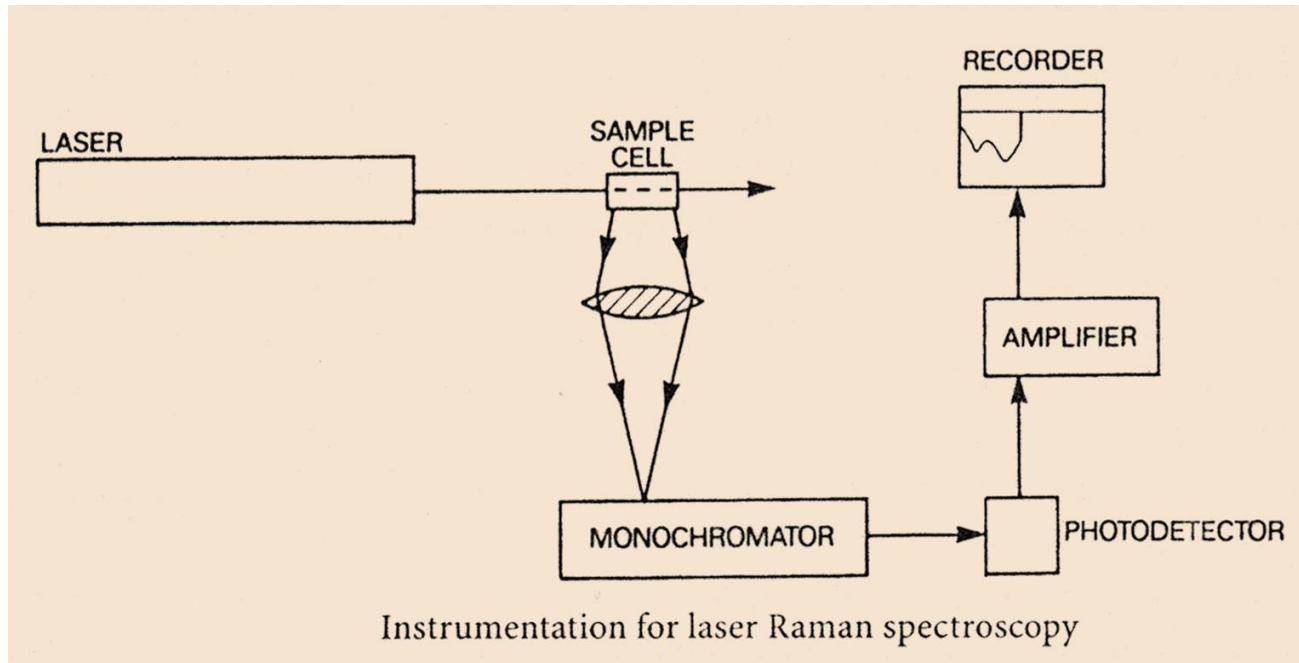 RECORDER
LASER
SAMPLE
CELL
AMPLIFIER
MONOCHROMATOR
PHOTODETECTOR
Instrumentation for laser Raman spectroscopy